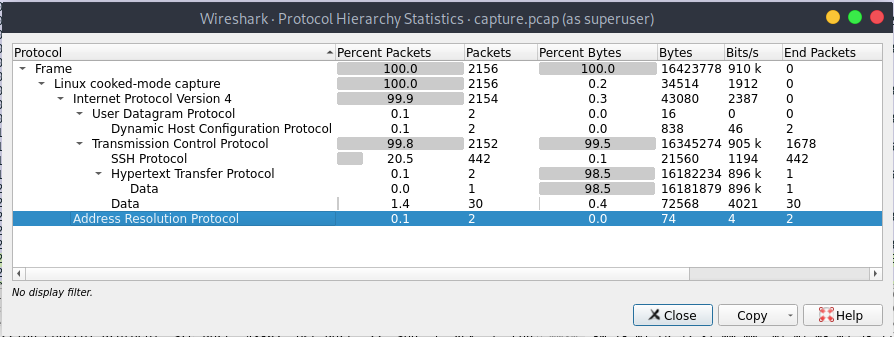 Wireshark · Protocol Hierarchy Statistics · capture.pcap (as superuser)
Protocol Percent Packets Packets Percent Bytes Bytes Bits/s End Packets
Frame 100.0 2156 100.0 16423778 910 k 0
Linux cooked-mode capture 100.0 2156 0.2 34514 1912 0
Internet Protocol Version 4 99.9 2154 0.3 43080 2387 0
User Datagram Protocol 0.1 2 0.0 16 0 0
Dynamic Host Configuration Protocol 0.1 2 0.0 838 46 2
Transmission Control Protocol 99.8 2152 99.5 16345274 905 k 1678
SSH Protocol 20.5 442 0.1 21560 1194 442
Hypertext Transfer Protocol 0.1 2 98.5 16182234 896 k 1
Data 0.0 1 98.5 16181879 896 k 1
Data 1.4 30 0.4 72568 4021 30
Address Resolution Protocol 0.1 2 0.0 74 4 2
No display filter.
Close Copy Help